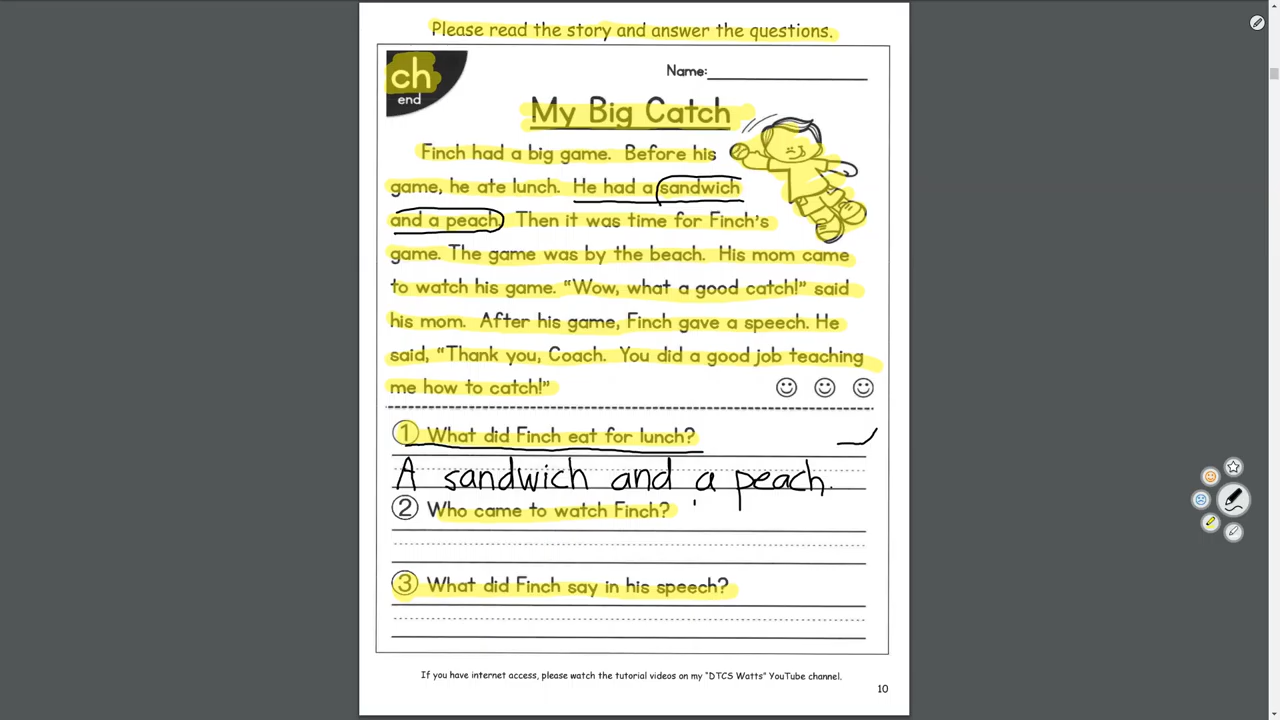 Please read the story and answer the questions.
ch
end
Name:
My Big Catch
Finch had a big game. Before his
game, he ate lunch. He had a sandwich
and a peach. Then it was time for Finch's
game. The game was by the beach. His mom came
to watch his game. "Wow, what a good catch!" said
his mom. After his game, Finch gave a speech. He
said, "Thank you, Coach. You did a good job teaching
me how to catch!"
1 What did Finch eat for lunch?
A sandwich and a peach.
2 Who came to watch Finch?
3 What did Finch say in his speech?
If you have internet access, please watch the tutorial videos on my "DTCS Watts" YouTube channel.
10